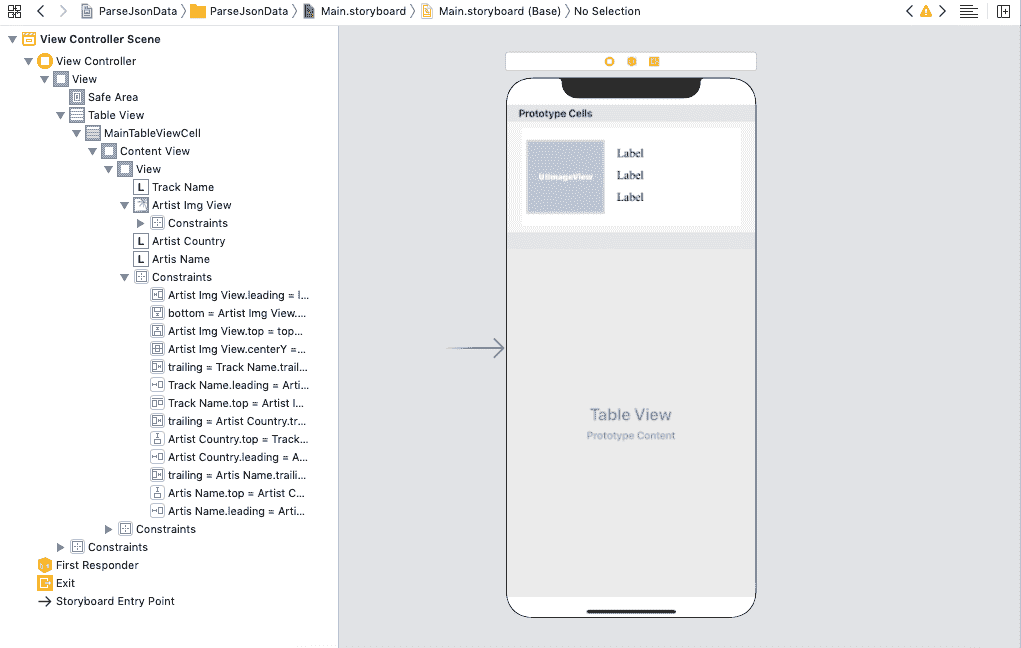 ParseJsonData
ParseJsonData
Main.storyboard
Main.storyboard (Base)
No Selection
View Controller Scene
View Controller
View
Safe Area
Table View
MainTableViewCell
Content View
View
L Track Name
Artist Img View
Constraints
L Artist Country
L Artis Name
Constraints
Artist Img View.leading = l...
bottom = Artist Img View....
Artist Img View.top = top...
Artist Img View.centerY =...
trailing = Track Name.trail...
Track Name.leading = Arti...
Track Name.top = Artist I...
trailing = Artist Country.tr...
Artist Country.top = Track...
Artist Country.leading = A...
trailing = Artis Name.traili...
Artis Name.top = Artist C...
Artis Name.leading = Arti...
Constraints
Constraints
First Responder
Exit
Storyboard Entry Point
Prototype Cells
UIImageView
Label
Label
Label
Table View
Prototype Content